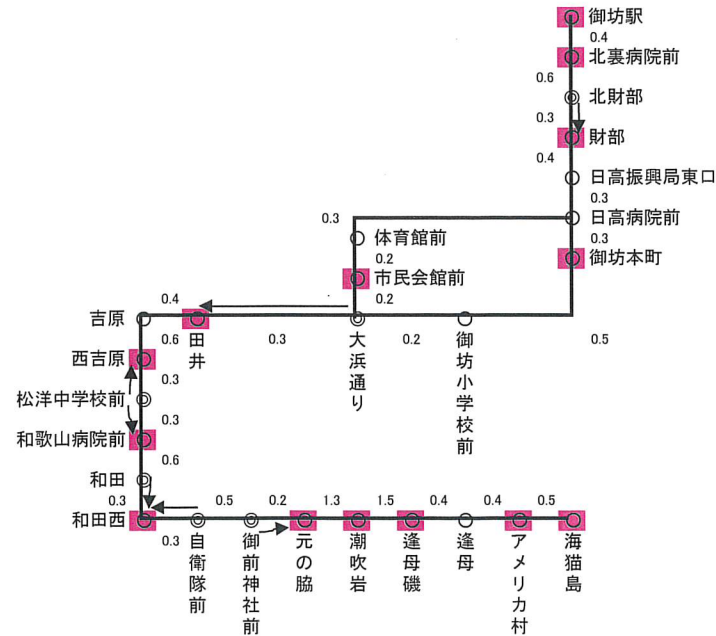 御坊駅
0.4
北裏病院前
0.6
北財部
0.3
財部
0.4
日高振興局東口
0.3
日高病院前
0.3
0.3
体育館前
0.2
御坊本町
市民会館前
0.2
0.4
吉原
田井
0.3
大浜通り
0.2
御坊小学校前
0.5
0.6
西吉原
0.3
松洋中学校前
0.3
和歌山病院前
0.6
和田
0.3
和田西
0.3
自衛隊前
0.5
御前神社前
0.2
元の脇
1.3
潮吹岩
1.5
逢母磯
0.4
逢母
0.4
アメリカ村
0.5
海猫島